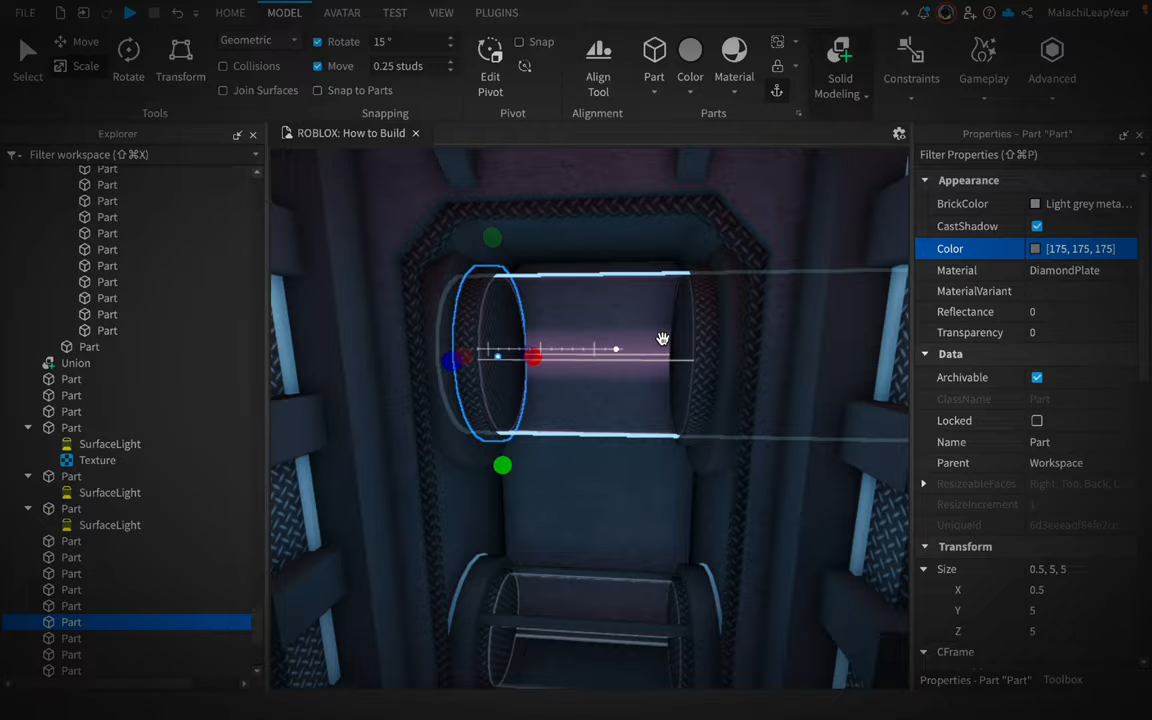 FILE HOME MODEL AVATAR TEST VIEW PLUGINS MalachiLeapYear
Select
Move
Scale
Rotate
Transform
Tools
Geometric
Collisions
Join Surfaces
Rotate 15 °
Move 0.25 studs
Snap to Parts
Snapping
Edit Pivot
Snap
Pivot
Align Tool
Alignment
Part
Color
Material
Parts
Solid Modeling
Constraints
Gameplay
Advanced
Explorer
Filter workspace (⇧⌘X)
Part
Part
Part
Part
Part
Part
Part
Part
Part
Part
Part
Part
Union
Part
Part
Part
Part
SurfaceLight
Texture
Part
SurfaceLight
Part
SurfaceLight
Part
Part
Part
Part
Part
Part
Part
Part
Part
ROBLOX: How to Build
Properties - Part "Part"
Filter Properties (⇧⌘P)
Appearance
BrickColor Light grey meta...
CastShadow
Color [175, 175, 175]
Material DiamondPlate
MaterialVariant
Reflectance 0
Transparency 0
Data
Archivable
ClassName Part
Locked
Name Part
Parent Workspace
ResizeableFaces Right, Top, Back, L...
ResizeIncrement 1
UniqueId
Transform
Size 0.5, 5, 5
X 0.5
Y 5
Z 5
CFrame
Properties - Part "Part" Toolbox